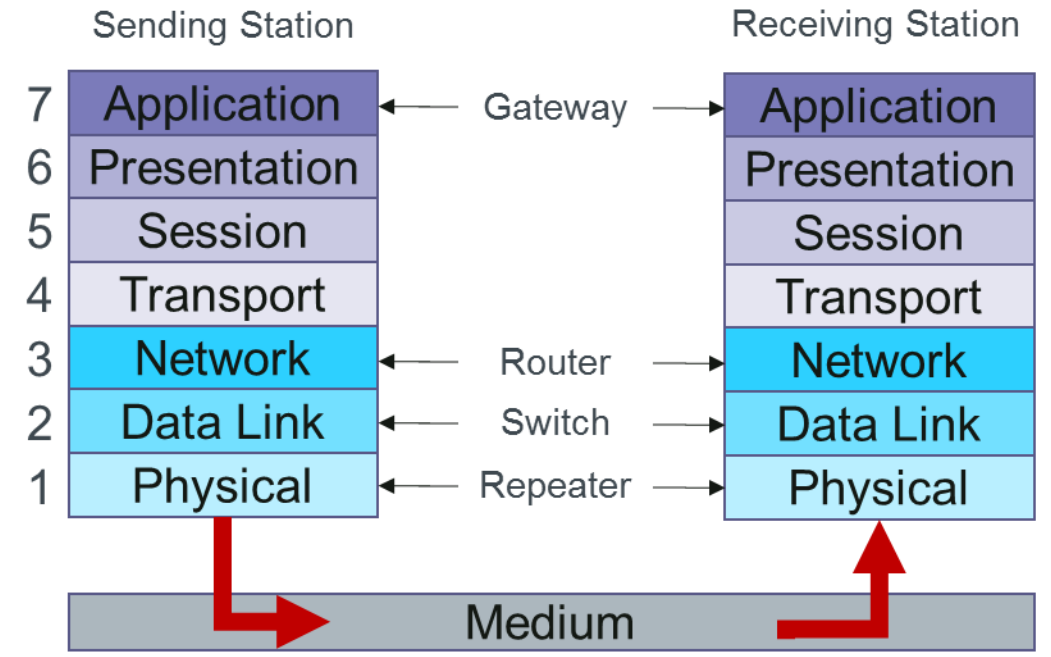 Sending Station
Receiving Station
7 Application Gateway Application
6 Presentation Presentation
5 Session Session
4 Transport Transport
3 Network Router Network
2 Data Link Switch Data Link
1 Physical Repeater Physical
Medium